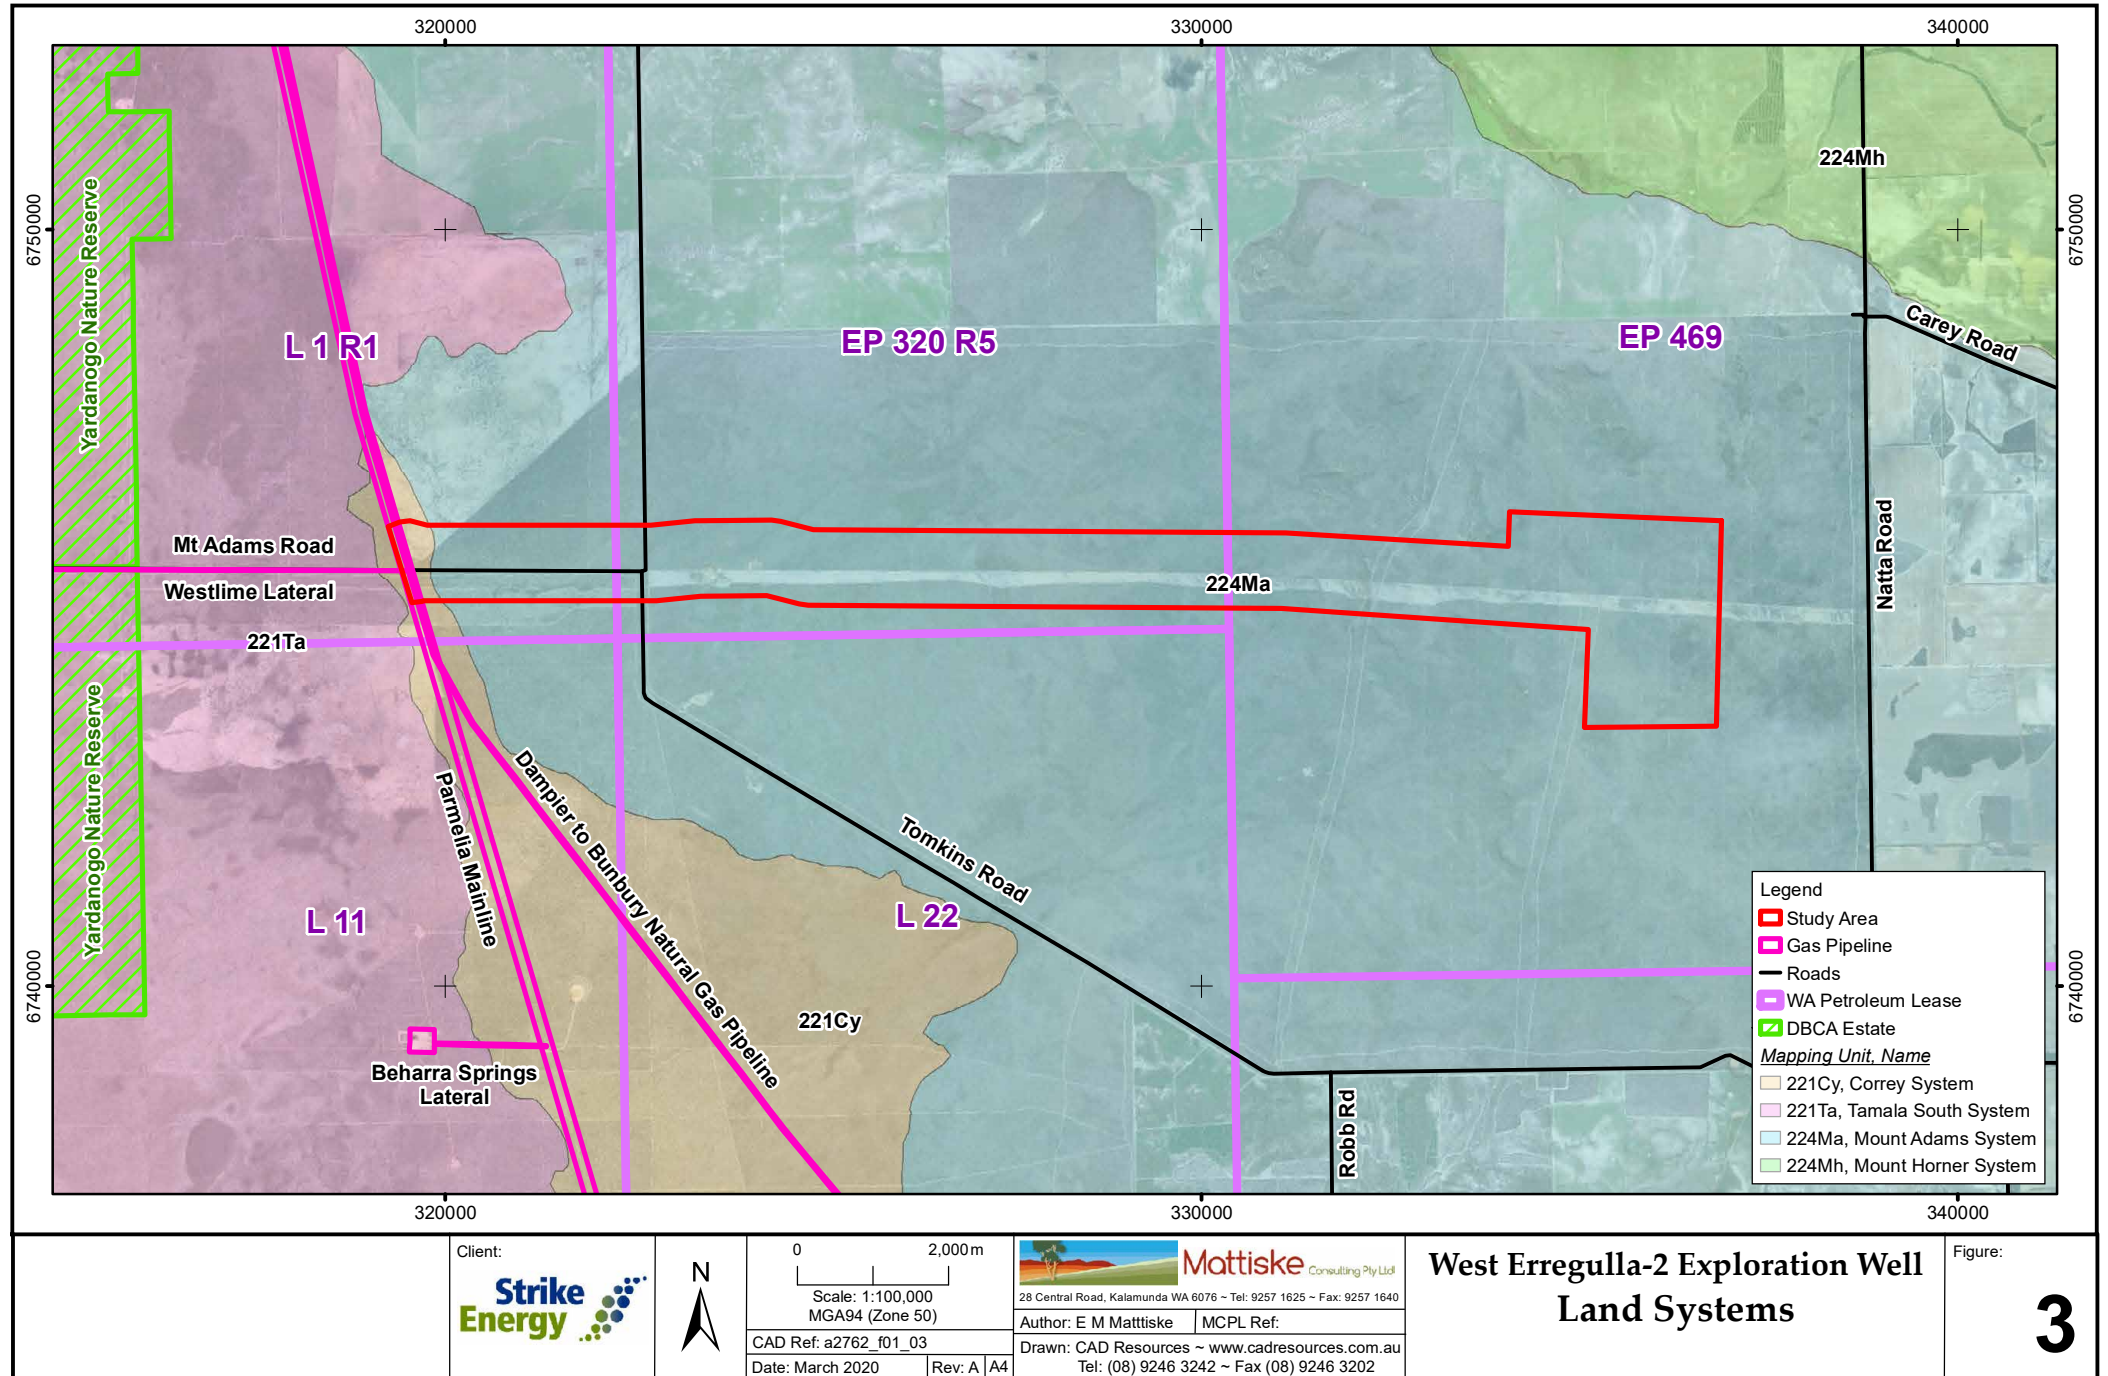 320000
330000
340000
224Mh
6750000
6750000
Yardanogo Nature Reserve
Carey Road
L 1 R1
EP 320 R5
EP 469
Mt Adams Road
Westlime Lateral
224Ma
Natta Road
221Ta
Yardanogo Nature Reserve
Parmelia Mainline
Dampier to Bunbury Natural Gas Pipeline
Tomkins Road
L 11
L 22
6740000
6740000
221Cy
Beharra Springs
Lateral
Robb Rd
Legend
Study Area
Gas Pipeline
Roads
WA Petroleum Lease
DBCA Estate
Mapping Unit, Name
221Cy, Correy System
221Ta, Tamala South System
224Ma, Mount Adams System
224Mh, Mount Horner System
320000
330000
340000
Client:
Strike
Energy
N
0 2,000m
Scale: 1:100,000
MGA94 (Zone 50)
CAD Ref: a2762_f01_03
Date: March 2020 Rev: A A4
Mattiske Consulting Pty Ltd
28 Central Road, Kalamunda WA 6076 ~ Tel: 9257 1625 ~ Fax: 9257 1640
Author: E M Matttiske MCPL Ref:
Drawn: CAD Resources ~ www.cadresources.com.au
Tel: (08) 9246 3242 ~ Fax (08) 9246 3202
West Erregulla-2 Exploration Well
Land Systems
Figure:
3